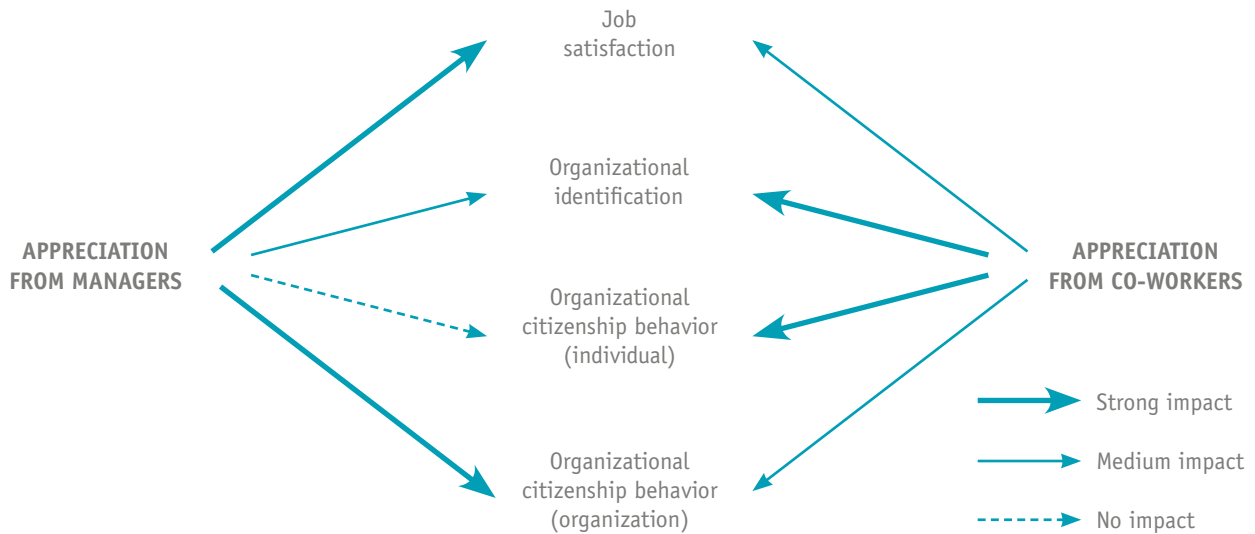 Job
satisfaction
Organizational
identification
APPRECIATION
FROM MANAGERS
APPRECIATION
FROM CO-WORKERS
Organizational
citizenship behavior
(individual)
Organizational
citizenship behavior
(organization)
Strong impact
Medium impact
No impact